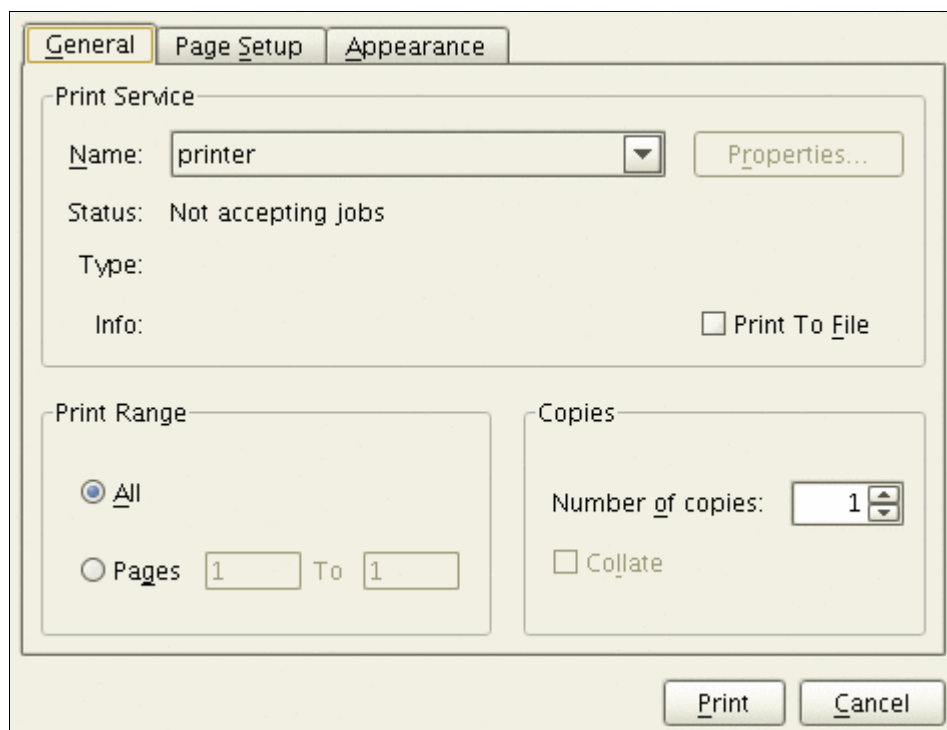 General Page Setup Appearance
Print Service
Name: printer Properties...
Status: Not accepting jobs
Type:
Info: Print To File
Print Range
All
Pages 1 To 1
Copies
Number of copies: 1
Collate
Print Cancel